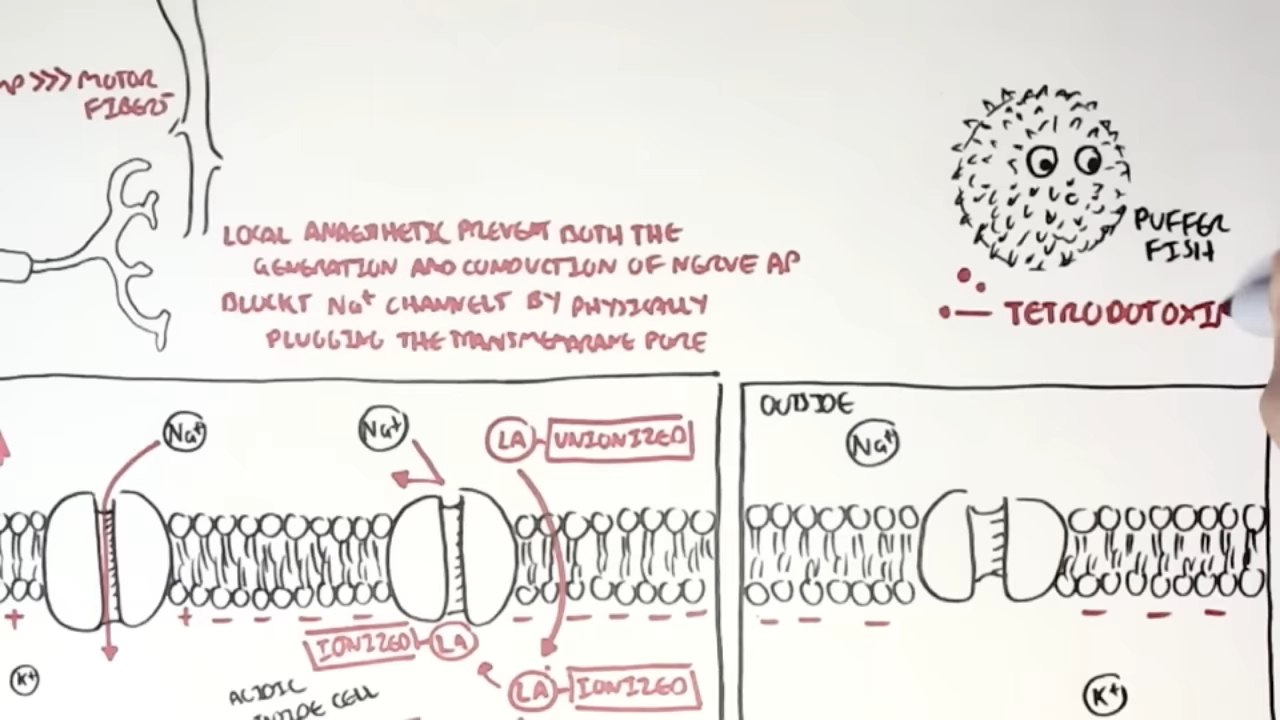 >>> MOTOR
FIBERS
LOCAL ANAESTHETIC PREVENT BOTH THE
GENERATION AND CONDUCTION OF NERVE AP
BLOCKS Na+ CHANNELS BY PHYSICALLY
PLUGGING THE TRANSMEMBRANE PORE
PUFFER
FISH
TETRODOTOXIN
OUTSIDE
Na+
Na+
LA UNIONIZED
Na+
+ + - - - - - - - - - - - - - - -
IONIZED LA
K+
LA IONIZED
K+
ACIDIC
INSIDE CELL